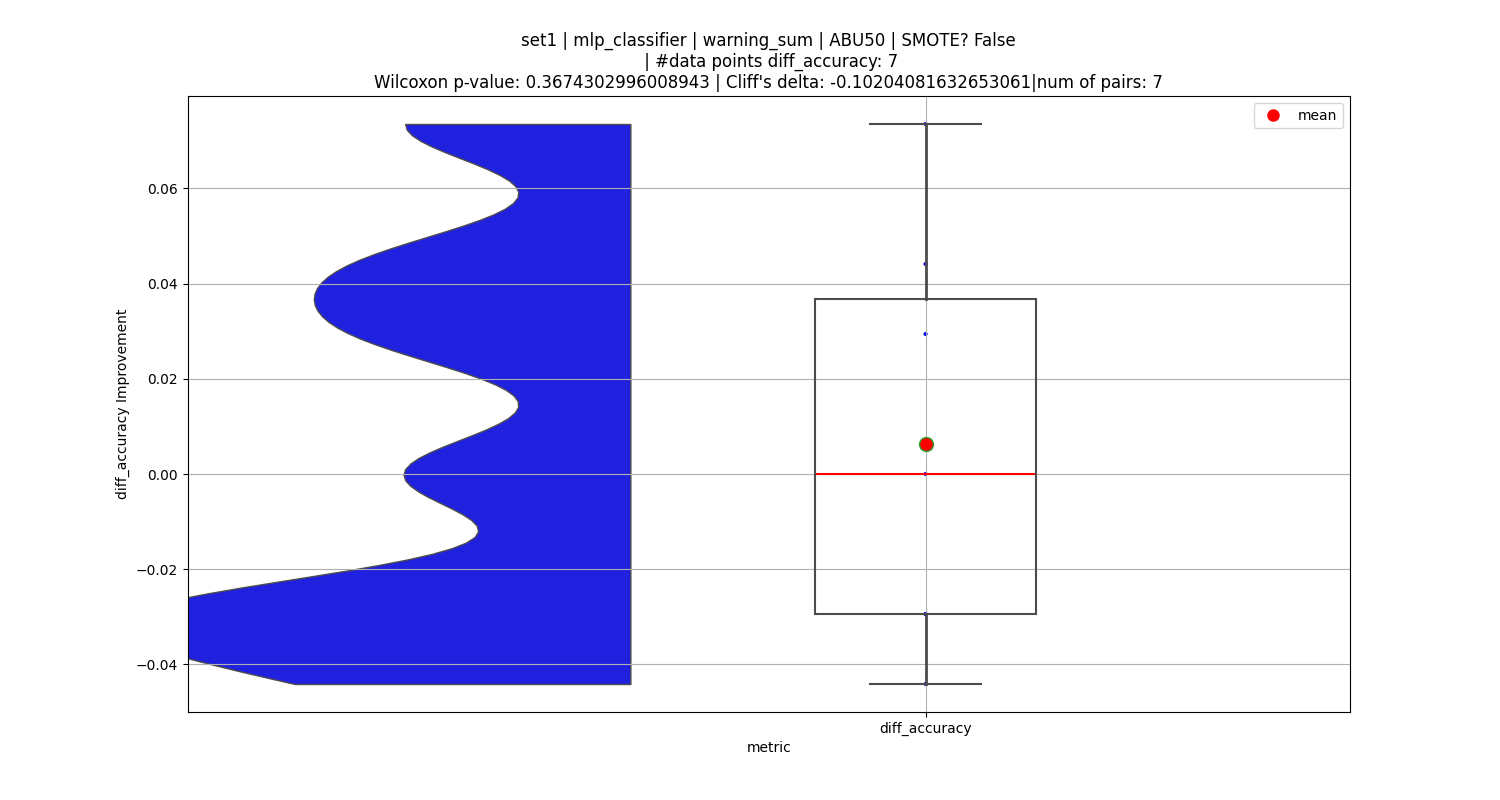 set1 | mlp_classifier | warning_sum | ABU50 | SMOTE? False
| #data points diff_accuracy: 7
Wilcoxon p-value: 0.3674302996008943 | Cliff's delta: -0.10204081632653061|num of pairs: 7
mean
0.06
0.04
0.02
0.00
−0.02
−0.04
diff_accuracy Improvement
diff_accuracy
metric